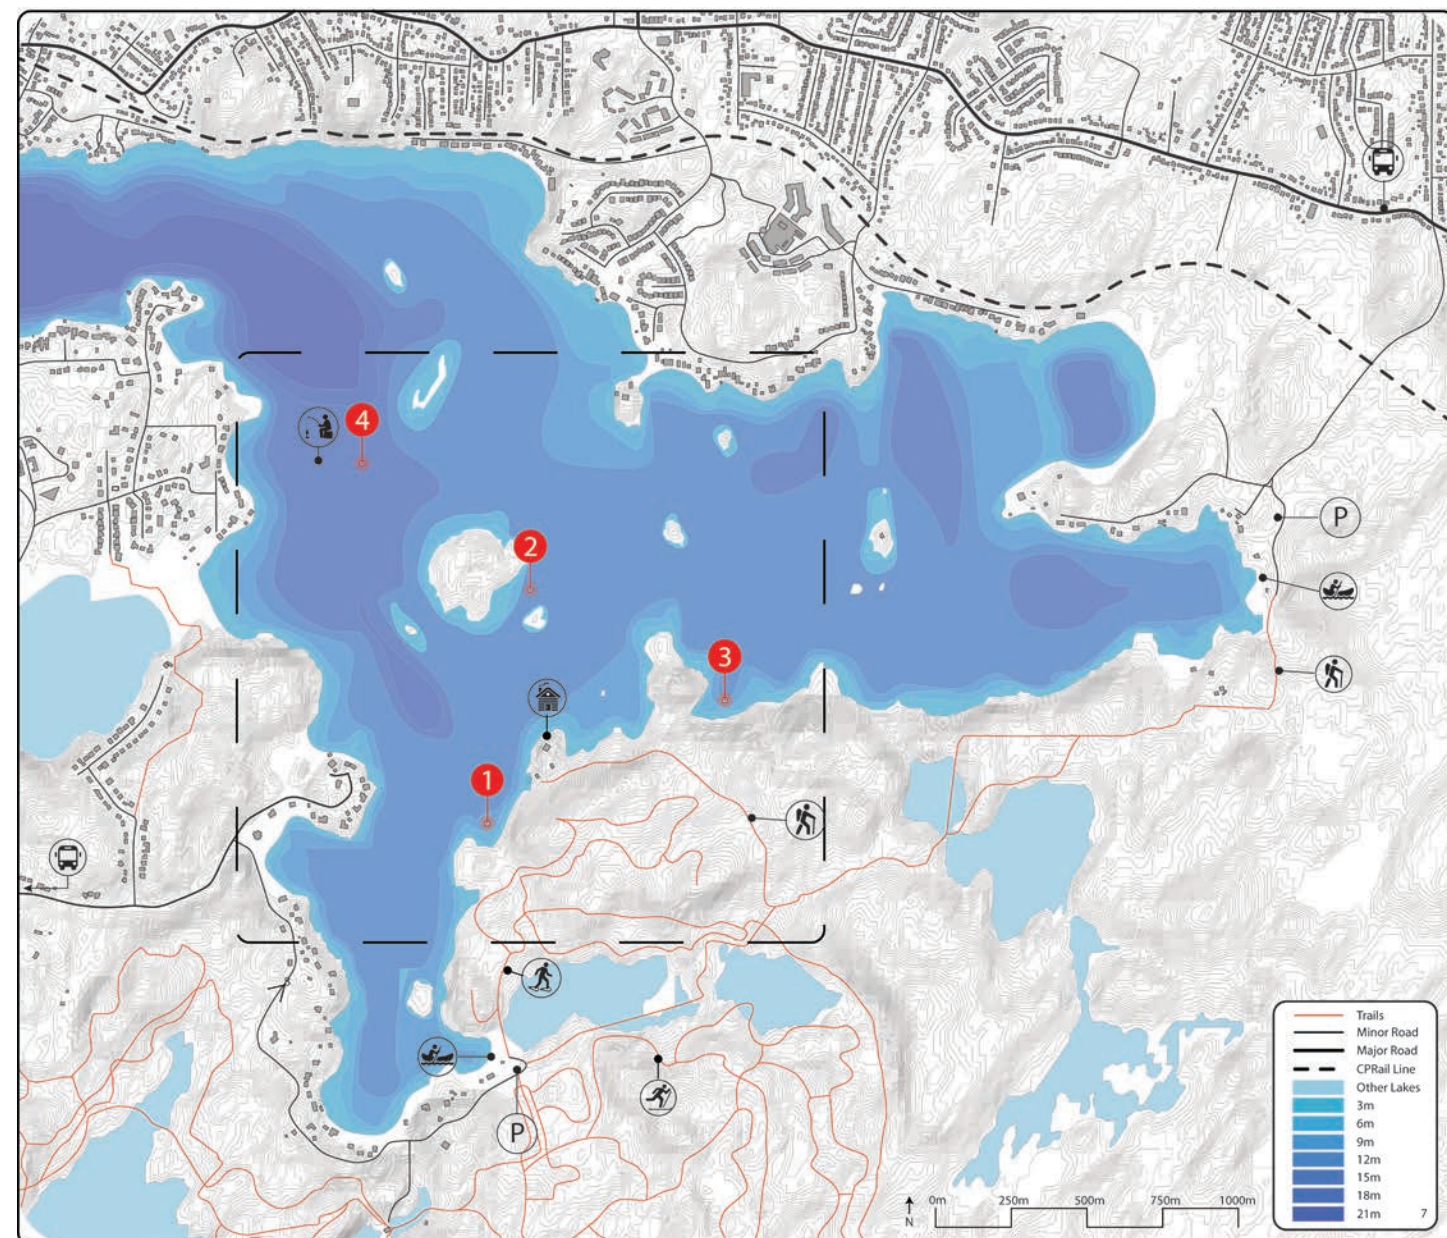 4
2
3
1
P
P
Trails
Minor Road
Major Road
CPRail Line
Other Lakes
3m
6m
9m
12m
15m
18m
21m
7
0m 250m 500m 750m 1000m
N